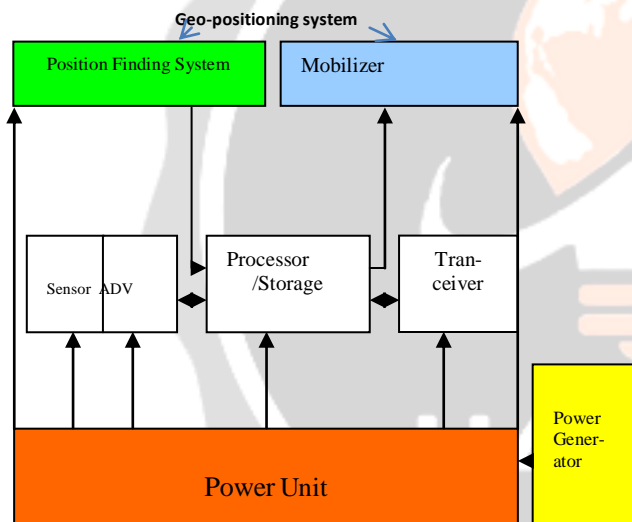 Geo-positioning system
Position Finding System
Mobilizer
Processor
/Storage
Tran-
ceiver
Sensor ADV
Power
Gener-
ator
Power Unit